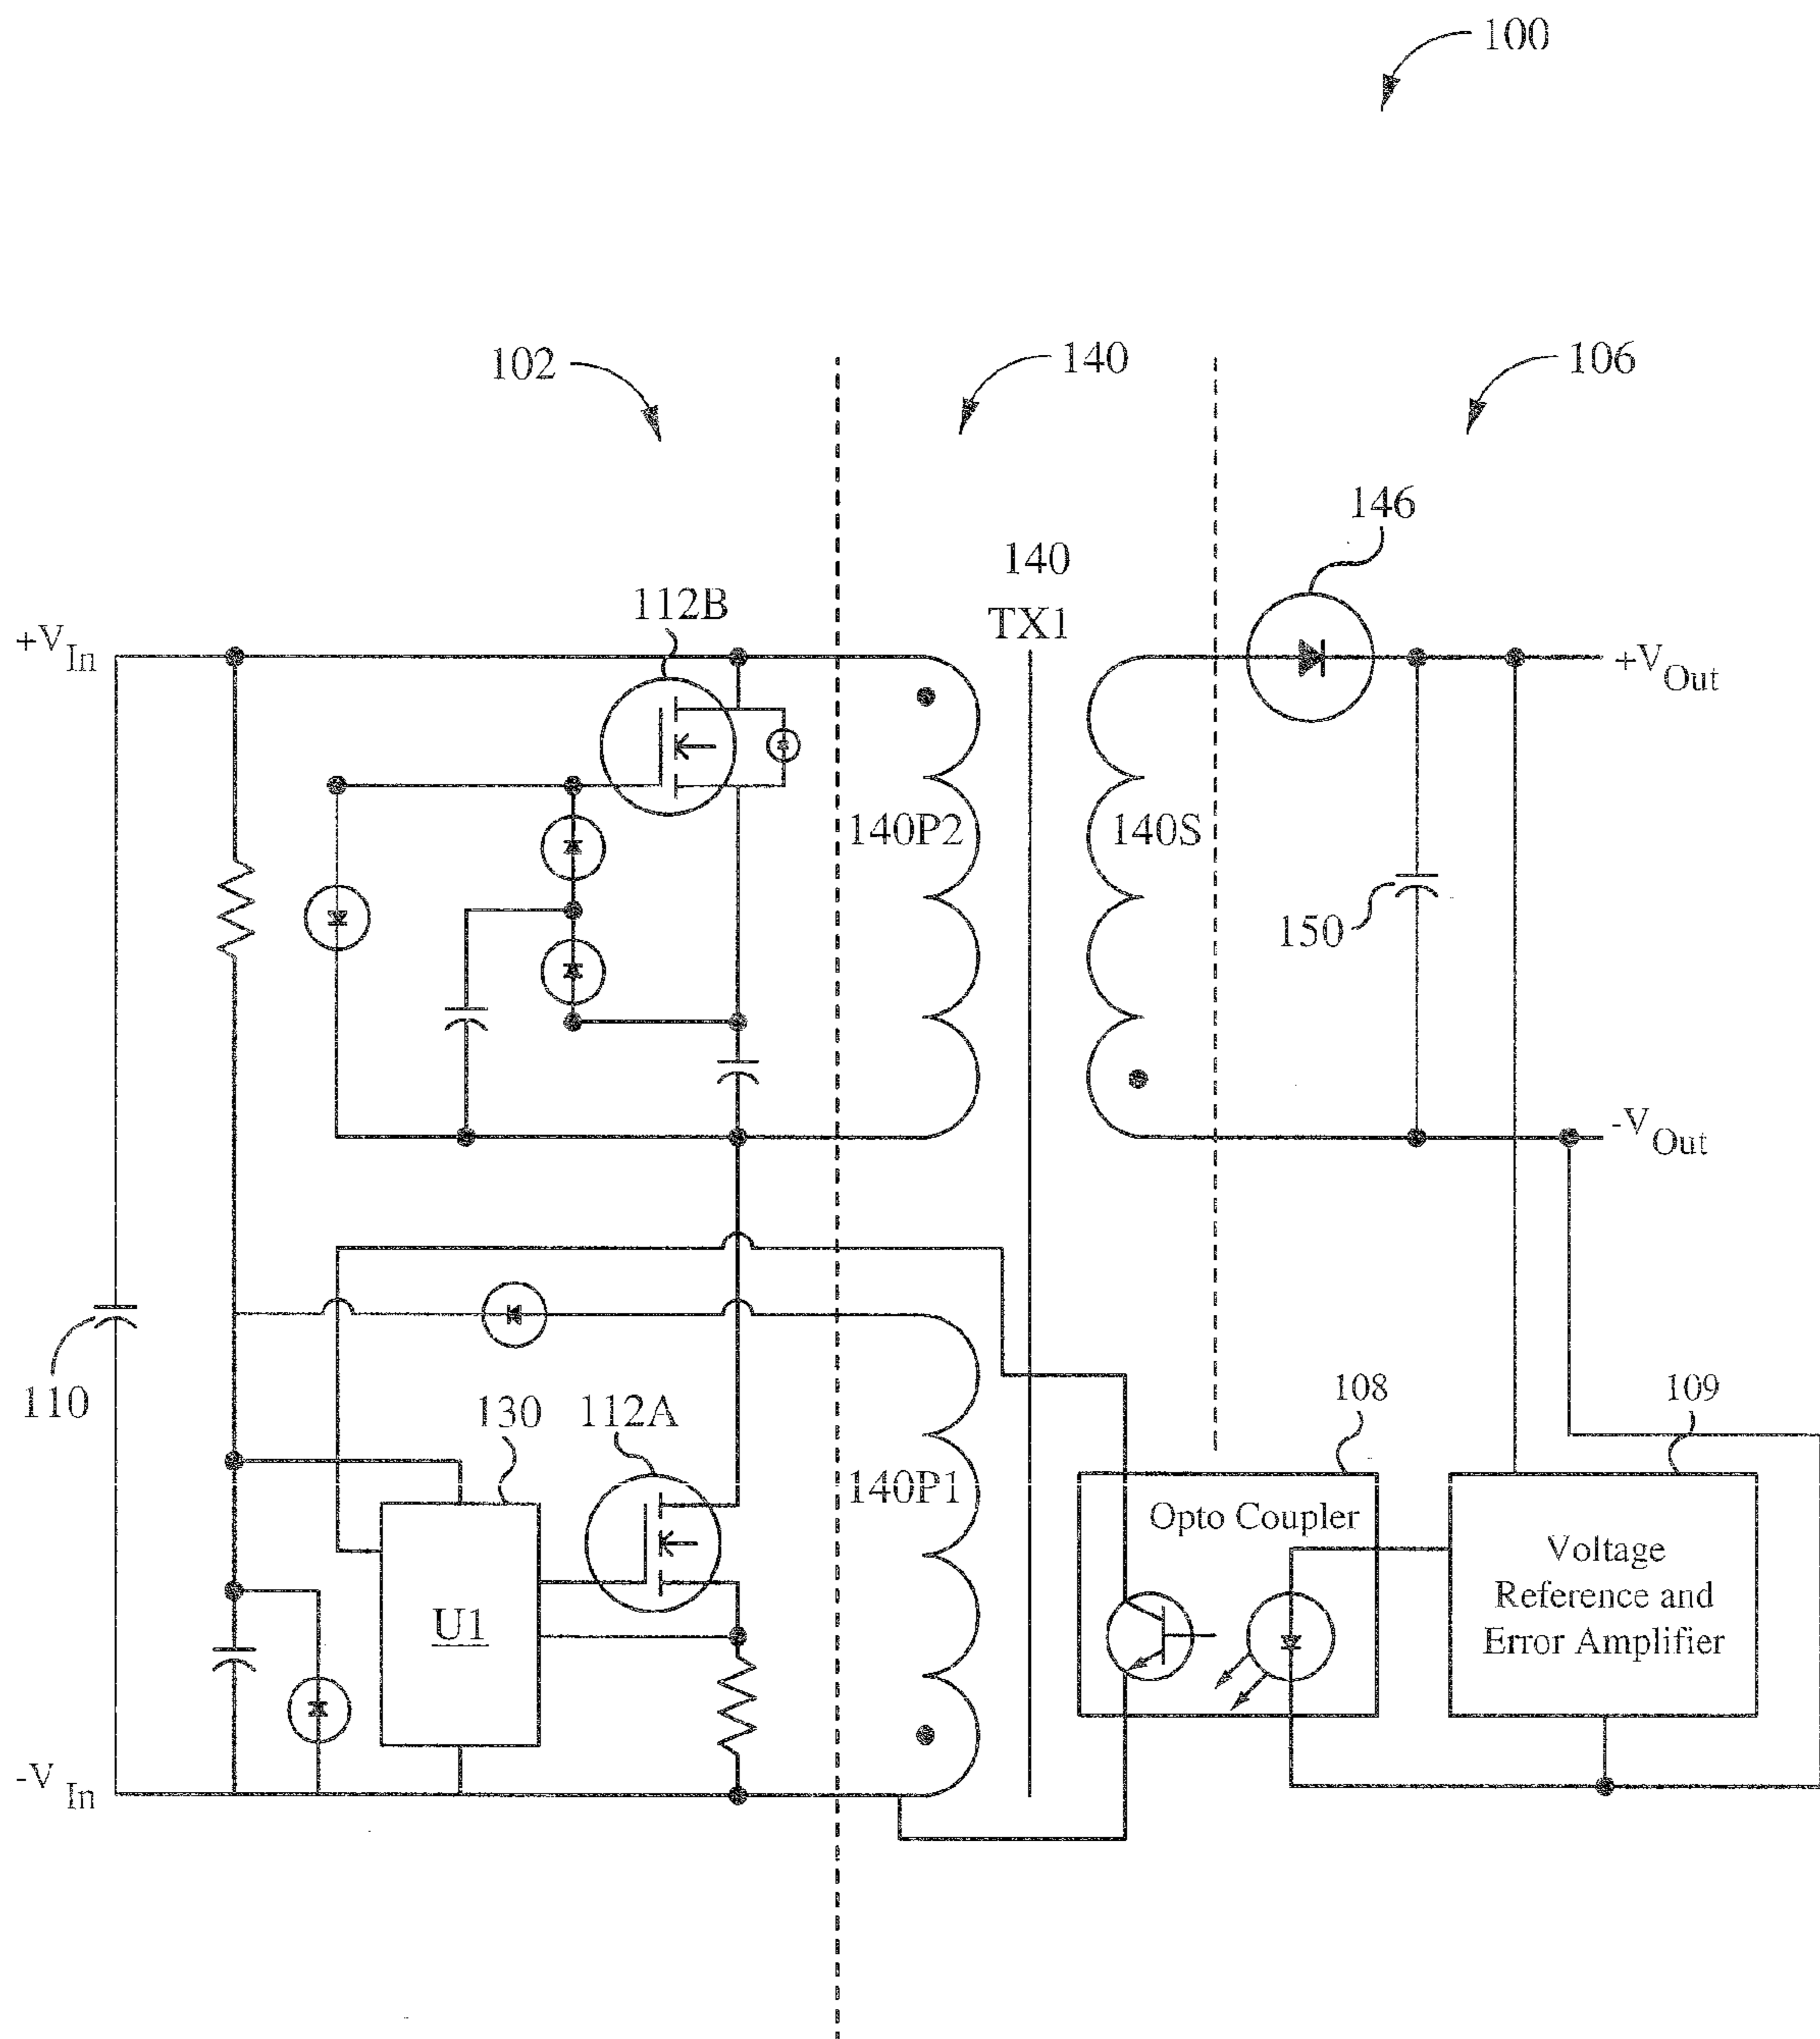 100
102
140
106
146
140
TX1
112B
+VIn
+VOut
140P2
140S
150
-VOut
110
130
112A
108
109
140P1
Opto Coupler
Voltage
Reference and
Error Amplifier
U1
-VIn